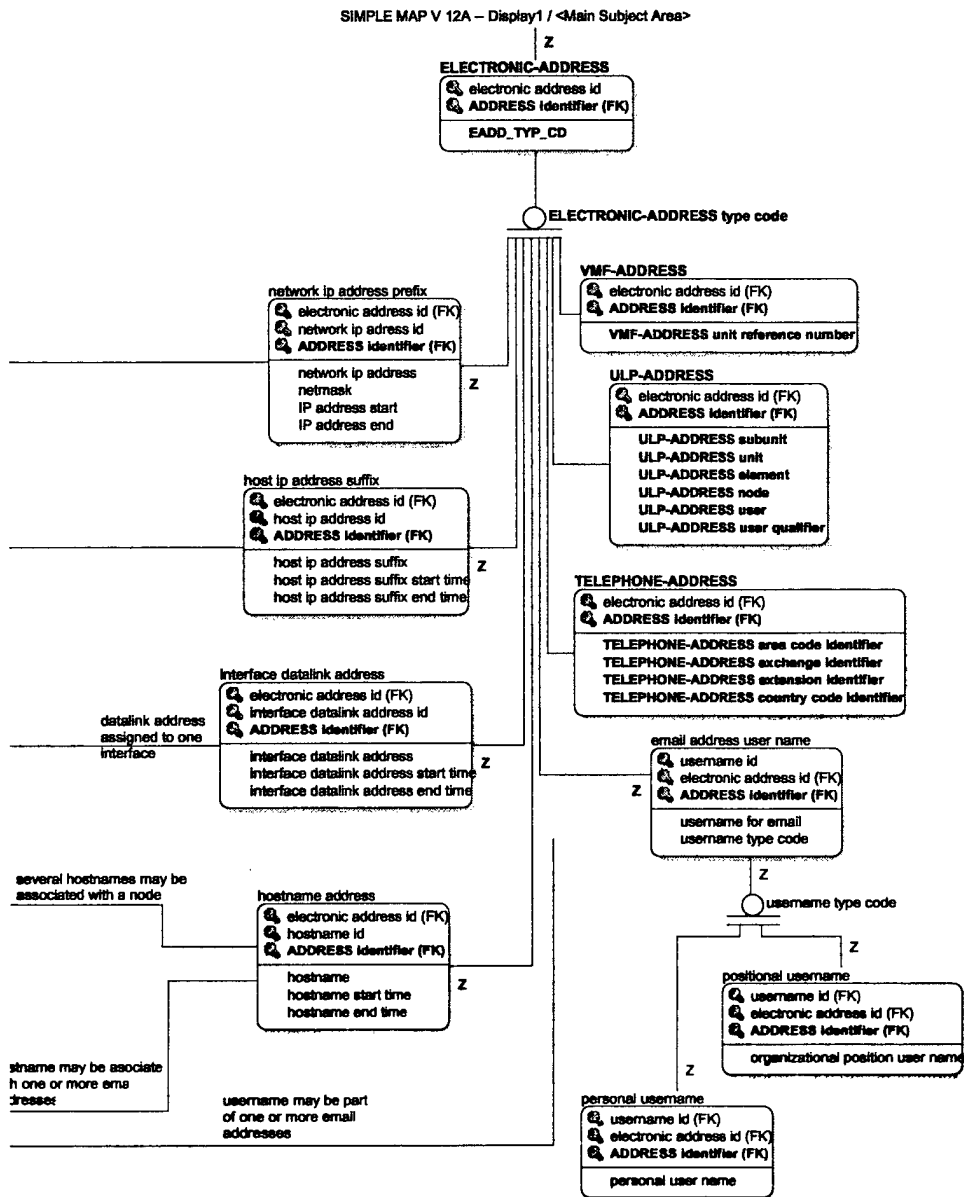 SIMPLE MAP V 12A – Display1 / <Main Subject Area>
Z
ELECTRONIC-ADDRESS
electronic address id
ADDRESS identifier (FK)
EADD_TYP_CD
ELECTRONIC-ADDRESS type code
VMF-ADDRESS
electronic address id (FK)
ADDRESS identifier (FK)
VMF-ADDRESS unit reference number
network ip address prefix
electronic address id (FK)
network ip adress id
ADDRESS identifier (FK)
network ip address
netmask
IP address start
IP address end
Z
ULP-ADDRESS
electronic address id (FK)
ADDRESS identifier (FK)
ULP-ADDRESS subunit
ULP-ADDRESS unit
ULP-ADDRESS element
ULP-ADDRESS node
ULP-ADDRESS user
ULP-ADDRESS user qualifier
host ip address suffix
electronic address id (FK)
host ip address id
ADDRESS identifier (FK)
host ip address suffix
host ip address suffix start time
host ip address suffix end time
Z
TELEPHONE-ADDRESS
electronic address id (FK)
ADDRESS identifier (FK)
TELEPHONE-ADDRESS area code identifier
TELEPHONE-ADDRESS exchange identifier
TELEPHONE-ADDRESS extension identifier
TELEPHONE-ADDRESS country code identifier
interface datalink address
electronic address id (FK)
interface datalink address id
ADDRESS identifier (FK)
interface datalink address
interface datalink address start time
interface datalink address end time
Z
datalink address
assigned to one
interface
email address user name
username id
electronic address id (FK)
ADDRESS identifier (FK)
username for email
username type code
Z
Z
username type code
several hostnames may be
associated with a node
hostname address
electronic address id (FK)
hostname id
ADDRESS identifier (FK)
hostname
hostname start time
hostname end time
Z
Z
positional username
username id (FK)
electronic address id (FK)
ADDRESS identifier (FK)
organizational position user name
stname may be asociate
h one or more ema
dresses
username may be part
of one or more email
addresses
Z
personal username
username id (FK)
electronic address id (FK)
ADDRESS identifier (FK)
personal user name